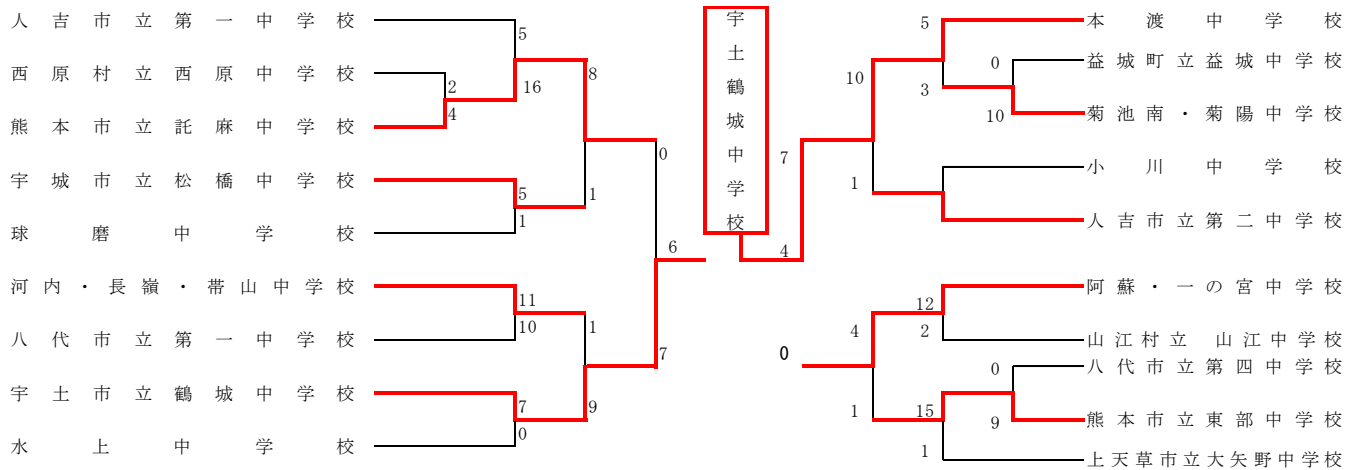 人吉市立第一中学校
5
西原村立西原中学校
2
16
8
熊本市立託麻中学校
4
0
宇城市立松橋中学校
5
1
球磨中学校
1
6
河内・長嶺・帯山中学校
11
八代市立第一中学校
10
1
7
宇土市立鶴城中学校
7
9
水上中学校
0
宇土鶴城中学校
5
本渡中学校
0
益城町立益城中学校
10
3
10
菊池南・菊陽中学校
7
小川中学校
1
人吉市立第二中学校
4
阿蘇・一の宮中学校
12
4
2
山江村立 山江中学校
0
0
八代市立第四中学校
1
15
9
熊本市立東部中学校
1
上天草市立大矢野中学校